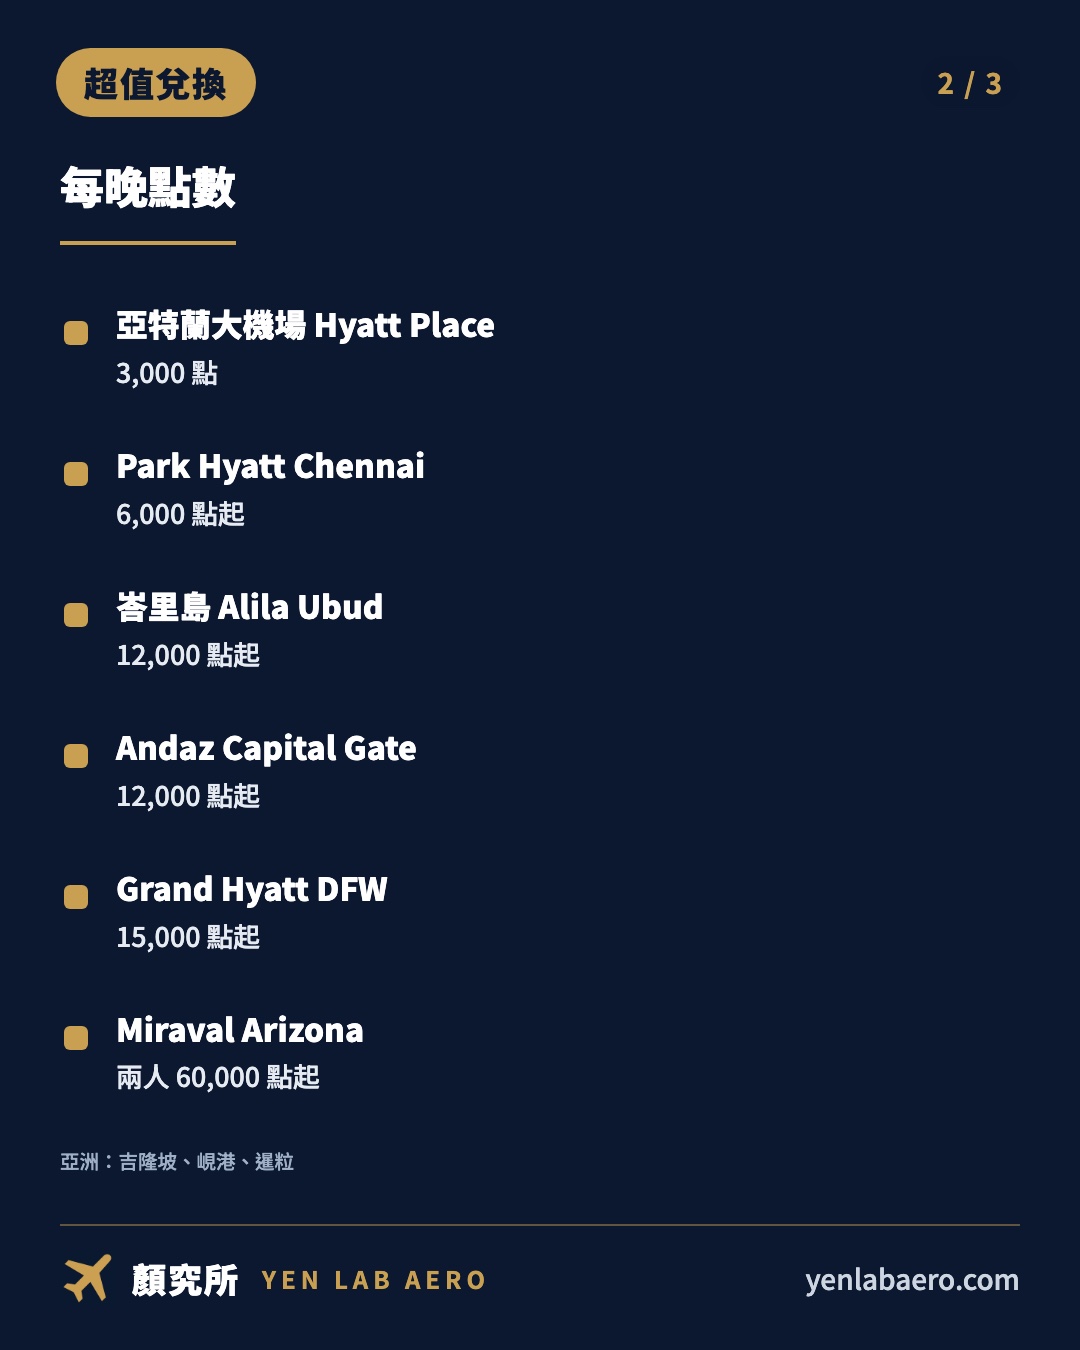 超值兌換
2 / 3
每晚點數
亞特蘭大機場 Hyatt Place
3,000 點
Park Hyatt Chennai
6,000 點起
峇里島 Alila Ubud
12,000 點起
Andaz Capital Gate
12,000 點起
Grand Hyatt DFW
15,000 點起
Miraval Arizona
兩人 60,000 點起
亞洲：吉隆坡、峴港、暹粒
顏究所 YEN LAB AERO
yenlabaero.com